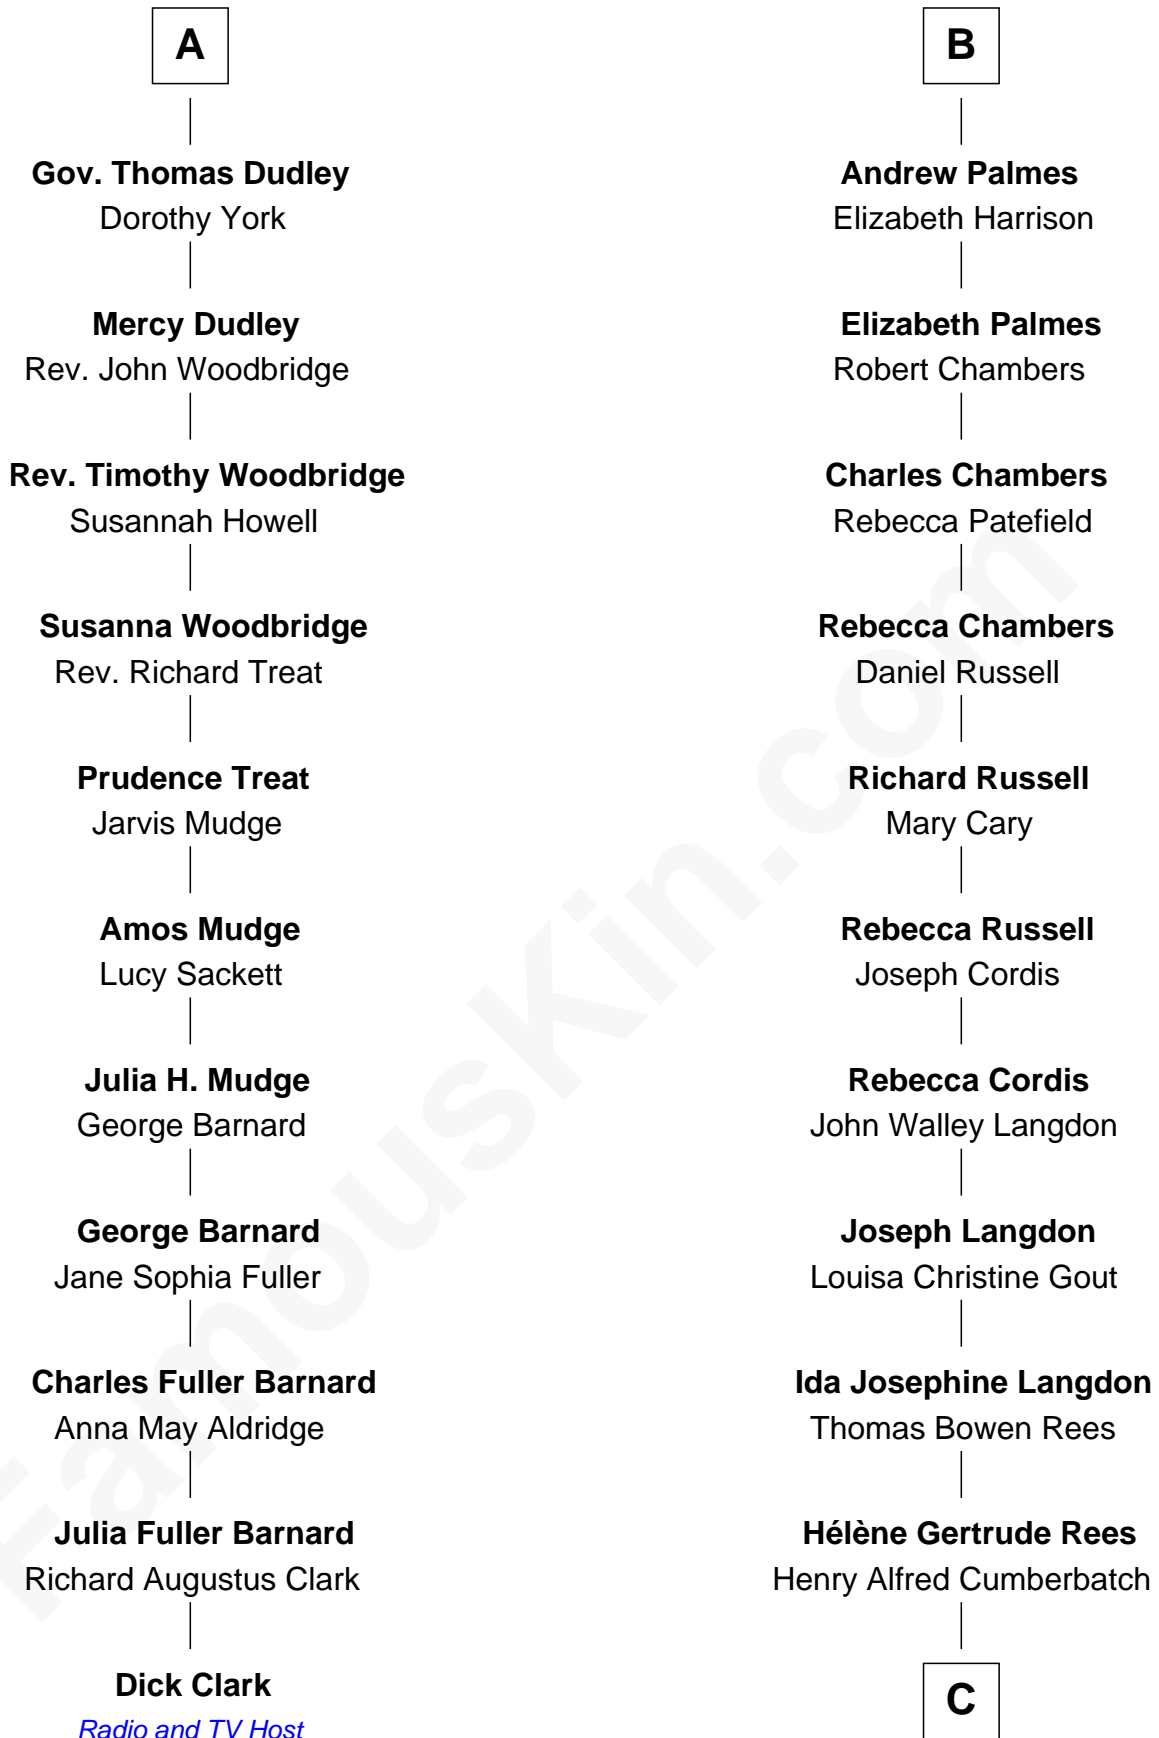 A
Gov. Thomas Dudley
Dorothy York
Mercy Dudley
Rev. John Woodbridge
Rev. Timothy Woodbridge
Susannah Howell
Susanna Woodbridge
Rev. Richard Treat
Prudence Treat
Jarvis Mudge
Amos Mudge
Lucy Sackett
Julia H. Mudge
George Barnard
George Barnard
Jane Sophia Fuller
Charles Fuller Barnard
Anna May Aldridge
Julia Fuller Barnard
Richard Augustus Clark
Dick Clark
Radio and TV Host
B
Andrew Palmes
Elizabeth Harrison
Elizabeth Palmes
Robert Chambers
Charles Chambers
Rebecca Patefield
Rebecca Chambers
Daniel Russell
Richard Russell
Mary Cary
Rebecca Russell
Joseph Cordis
Rebecca Cordis
John Walley Langdon
Joseph Langdon
Louisa Christine Gout
Ida Josephine Langdon
Thomas Bowen Rees
Hélène Gertrude Rees
Henry Alfred Cumberbatch
C
FamousKin.com